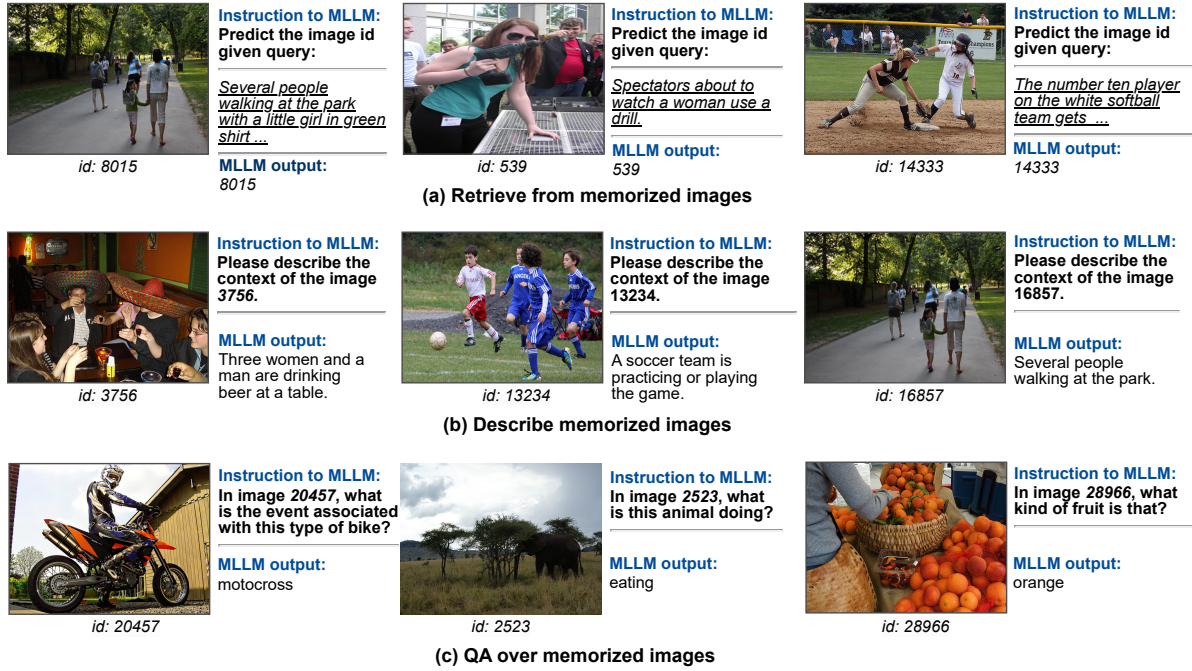 Instruction to MLLM:
Predict the image id
given query:
Several people
walking at the park
with a little girl in green
shirt ...
MLLM output:
8015
id: 8015
Instruction to MLLM:
Predict the image id
given query:
Spectators about to
watch a woman use a
drill.
MLLM output:
539
id: 539
Instruction to MLLM:
Predict the image id
given query:
The number ten player
on the white softball
team gets ...
MLLM output:
14333
id: 14333
(a) Retrieve from memorized images
Instruction to MLLM:
Please describe the
context of the image
3756.
MLLM output:
Three women and a
man are drinking
beer at a table.
id: 3756
Instruction to MLLM:
Please describe the
context of the image
13234.
MLLM output:
A soccer team is
practicing or playing
the game.
id: 13234
Instruction to MLLM:
Please describe the
context of the image
16857.
MLLM output:
Several people
walking at the park.
id: 16857
(b) Describe memorized images
Instruction to MLLM:
In image 20457, what
is the event associated
with this type of bike?
MLLM output:
motocross
id: 20457
Instruction to MLLM:
In image 2523, what
is this animal doing?
MLLM output:
eating
id: 2523
Instruction to MLLM:
In image 28966, what
kind of fruit is that?
MLLM output:
orange
id: 28966
(c) QA over memorized images